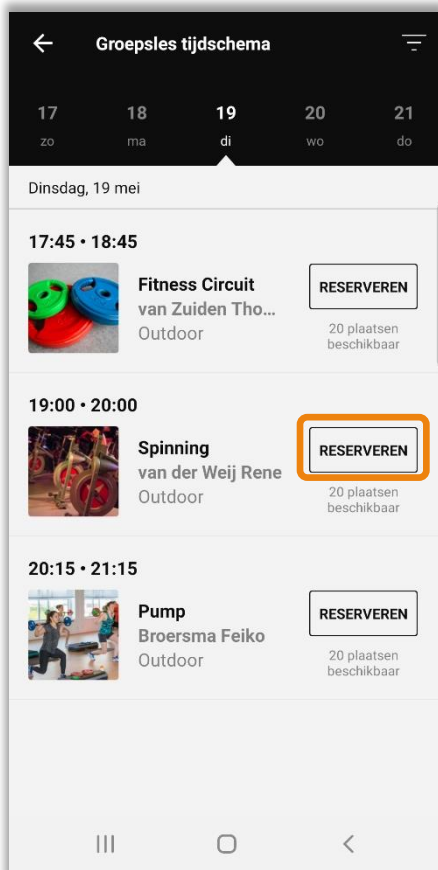 Groepsles tijdschema
17 18 19 20 21
zo ma di wo do
Dinsdag, 19 mei
17:45 • 18:45
Fitness Circuit
van Zuiden Tho...
Outdoor
RESERVEREN
20 plaatsen
beschikbaar
19:00 • 20:00
Spinning
van der Weij Rene
Outdoor
RESERVEREN
20 plaatsen
beschikbaar
20:15 • 21:15
Pump
Broersma Feiko
Outdoor
RESERVEREN
20 plaatsen
beschikbaar